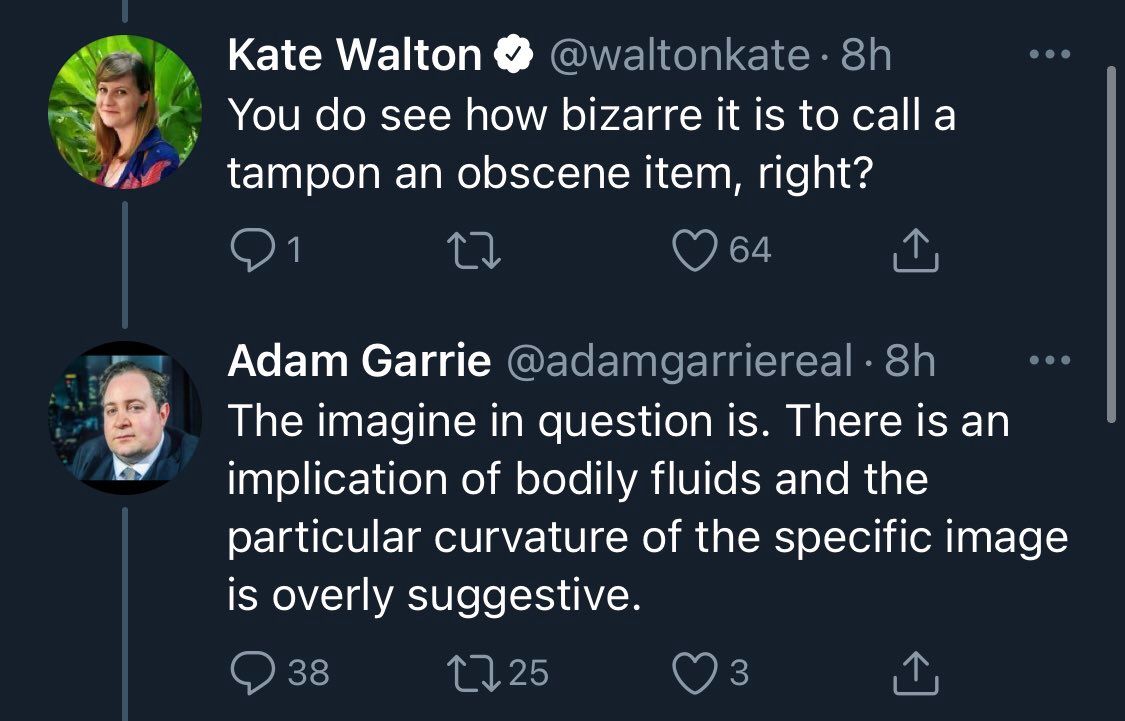 Kate Walton @waltonkate · 8h
You do see how bizarre it is to call a
tampon an obscene item, right?
1 64
Adam Garrie @adamgarriereal · 8h
The imagine in question is. There is an
implication of bodily fluids and the
particular curvature of the specific image
is overly suggestive.
38 25 3